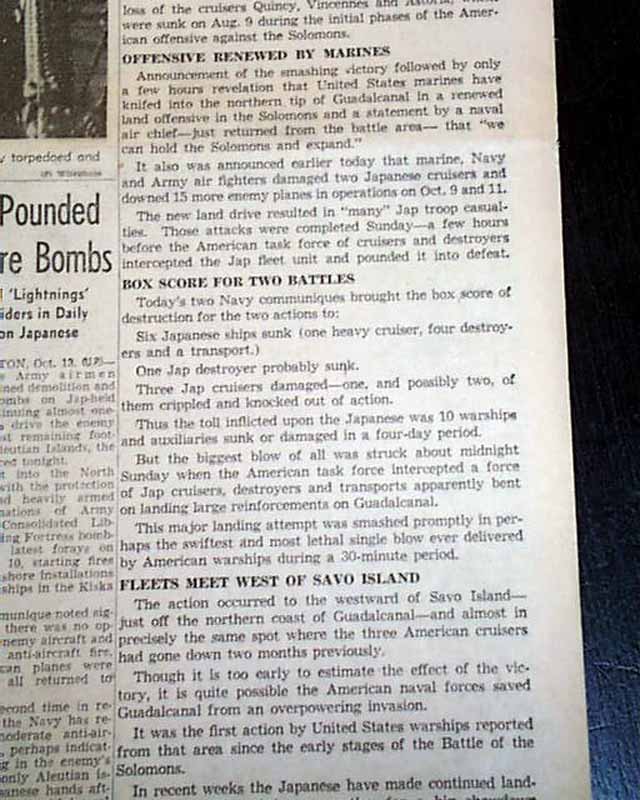 y torpedoed and
Pounded
re Bombs
'Lightnings'
iders in Daily
on Japanese
TON, Oct. 13. (UP)—
Army airmen
ned demolition and
ombs on Jap-held
tinuing almost one-
drive the enemy
st remaining foot-
leutian Islands, the
ced tonight.
t into the North
with the protection
nd heavily armed
nations of Army
Consolidated Lib-
ing Fortress bomb-
latest forays on
10, starting fires
shore installations
ships in the Kiska
munique noted sig-
there was no op-
nemy aircraft and
anti-aircraft fire.
can planes were
all returned to
econd time in re-
the Navy has re-
moderate anti-air-
perhaps indicat-
g in the enemy's
only Aleutian is-
panese hands aft-
loss of the cruisers Quincy, Vincennes and Astoria,
were sunk on Aug. 9 during the initial phases of the Amer-
ican offensive against the Solomons.
OFFENSIVE RENEWED BY MARINES
Announcement of the smashing victory followed by only
a few hours revelation that United States marines have
knifed into the northern tip of Guadalcanal in a renewed
land offensive in the Solomons and a statement by a naval
air chief—just returned from the battle area— that "we
can hold the Solomons and expand."
It also was announced earlier today that marine, Navy
and Army air fighters damaged two Japanese cruisers and
downed 15 more enemy planes in operations on Oct. 9 and 11.
The new land drive resulted in "many" Jap troop casual-
ties. Those attacks were completed Sunday—a few hours
before the American task force of cruisers and destroyers
intercepted the Jap fleet unit and pounded it into defeat.
BOX SCORE FOR TWO BATTLES
Today's two Navy communiques brought the box score of
destruction for the two actions to:
Six Japanese ships sunk (one heavy cruiser, four destroy-
ers and a transport.)
One Jap destroyer probably sunk.
Three Jap cruisers damaged—one, and possibly two, of
them crippled and knocked out of action.
Thus the toll inflicted upon the Japanese was 10 warships
and auxiliaries sunk or damaged in a four-day period.
But the biggest blow of all was struck about midnight
Sunday when the American task force intercepted a force
of Jap cruisers, destroyers and transports apparently bent
on landing large reinforcements on Guadalcanal.
This major landing attempt was smashed promptly in per-
haps the swiftest and most lethal single blow ever delivered
by American warships during a 30-minute period.
FLEETS MEET WEST OF SAVO ISLAND
The action occurred to the westward of Savo Island—
just off the northern coast of Guadalcanal—and almost in
precisely the same spot where the three American cruisers
had gone down two months previously.
Though it is too early to estimate the effect of the vic-
tory, it is quite possible the American naval forces saved
Guadalcanal from an overpowering invasion.
It was the first action by United States warships reported
from that area since the early stages of the Battle of the
Solomons.
In recent weeks the Japanese have made continued land-